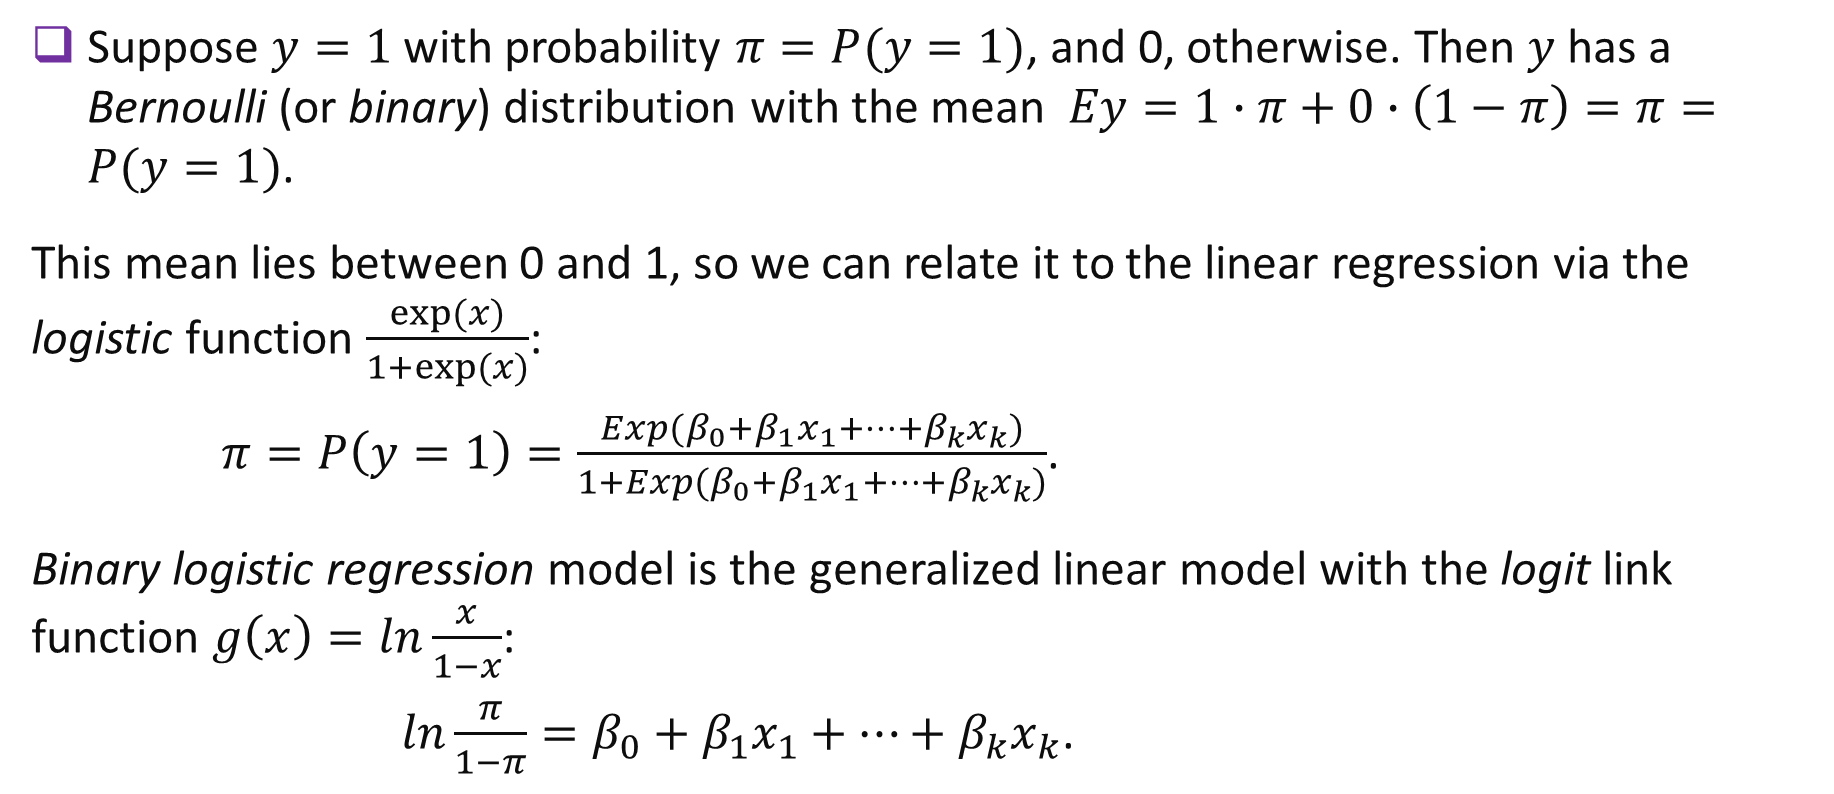 ❑ Suppose 𝑦 = 1 with probability 𝜋 = 𝑃(𝑦 = 1), and 0, otherwise. Then 𝑦 has a
Bernoulli (or binary) distribution with the mean 𝐸𝑦 = 1 ∙ 𝜋 + 0 ∙ (1 − 𝜋) = 𝜋 =
𝑃(𝑦 = 1).
This mean lies between 0 and 1, so we can relate it to the linear regression via the
logistic function exp(𝑥)/(1+exp(𝑥)):
𝜋 = 𝑃(𝑦 = 1) = 𝐸𝑥𝑝(𝛽₀+𝛽₁𝑥₁+⋯+𝛽ₖ𝑥ₖ)/(1+𝐸𝑥𝑝(𝛽₀+𝛽₁𝑥₁+⋯+𝛽ₖ𝑥ₖ)).
Binary logistic regression model is the generalized linear model with the logit link
function 𝑔(𝑥) = 𝑙𝑛 𝑥/(1−𝑥):
𝑙𝑛 𝜋/(1−𝜋) = 𝛽₀ + 𝛽₁𝑥₁ + ⋯ + 𝛽ₖ𝑥ₖ.